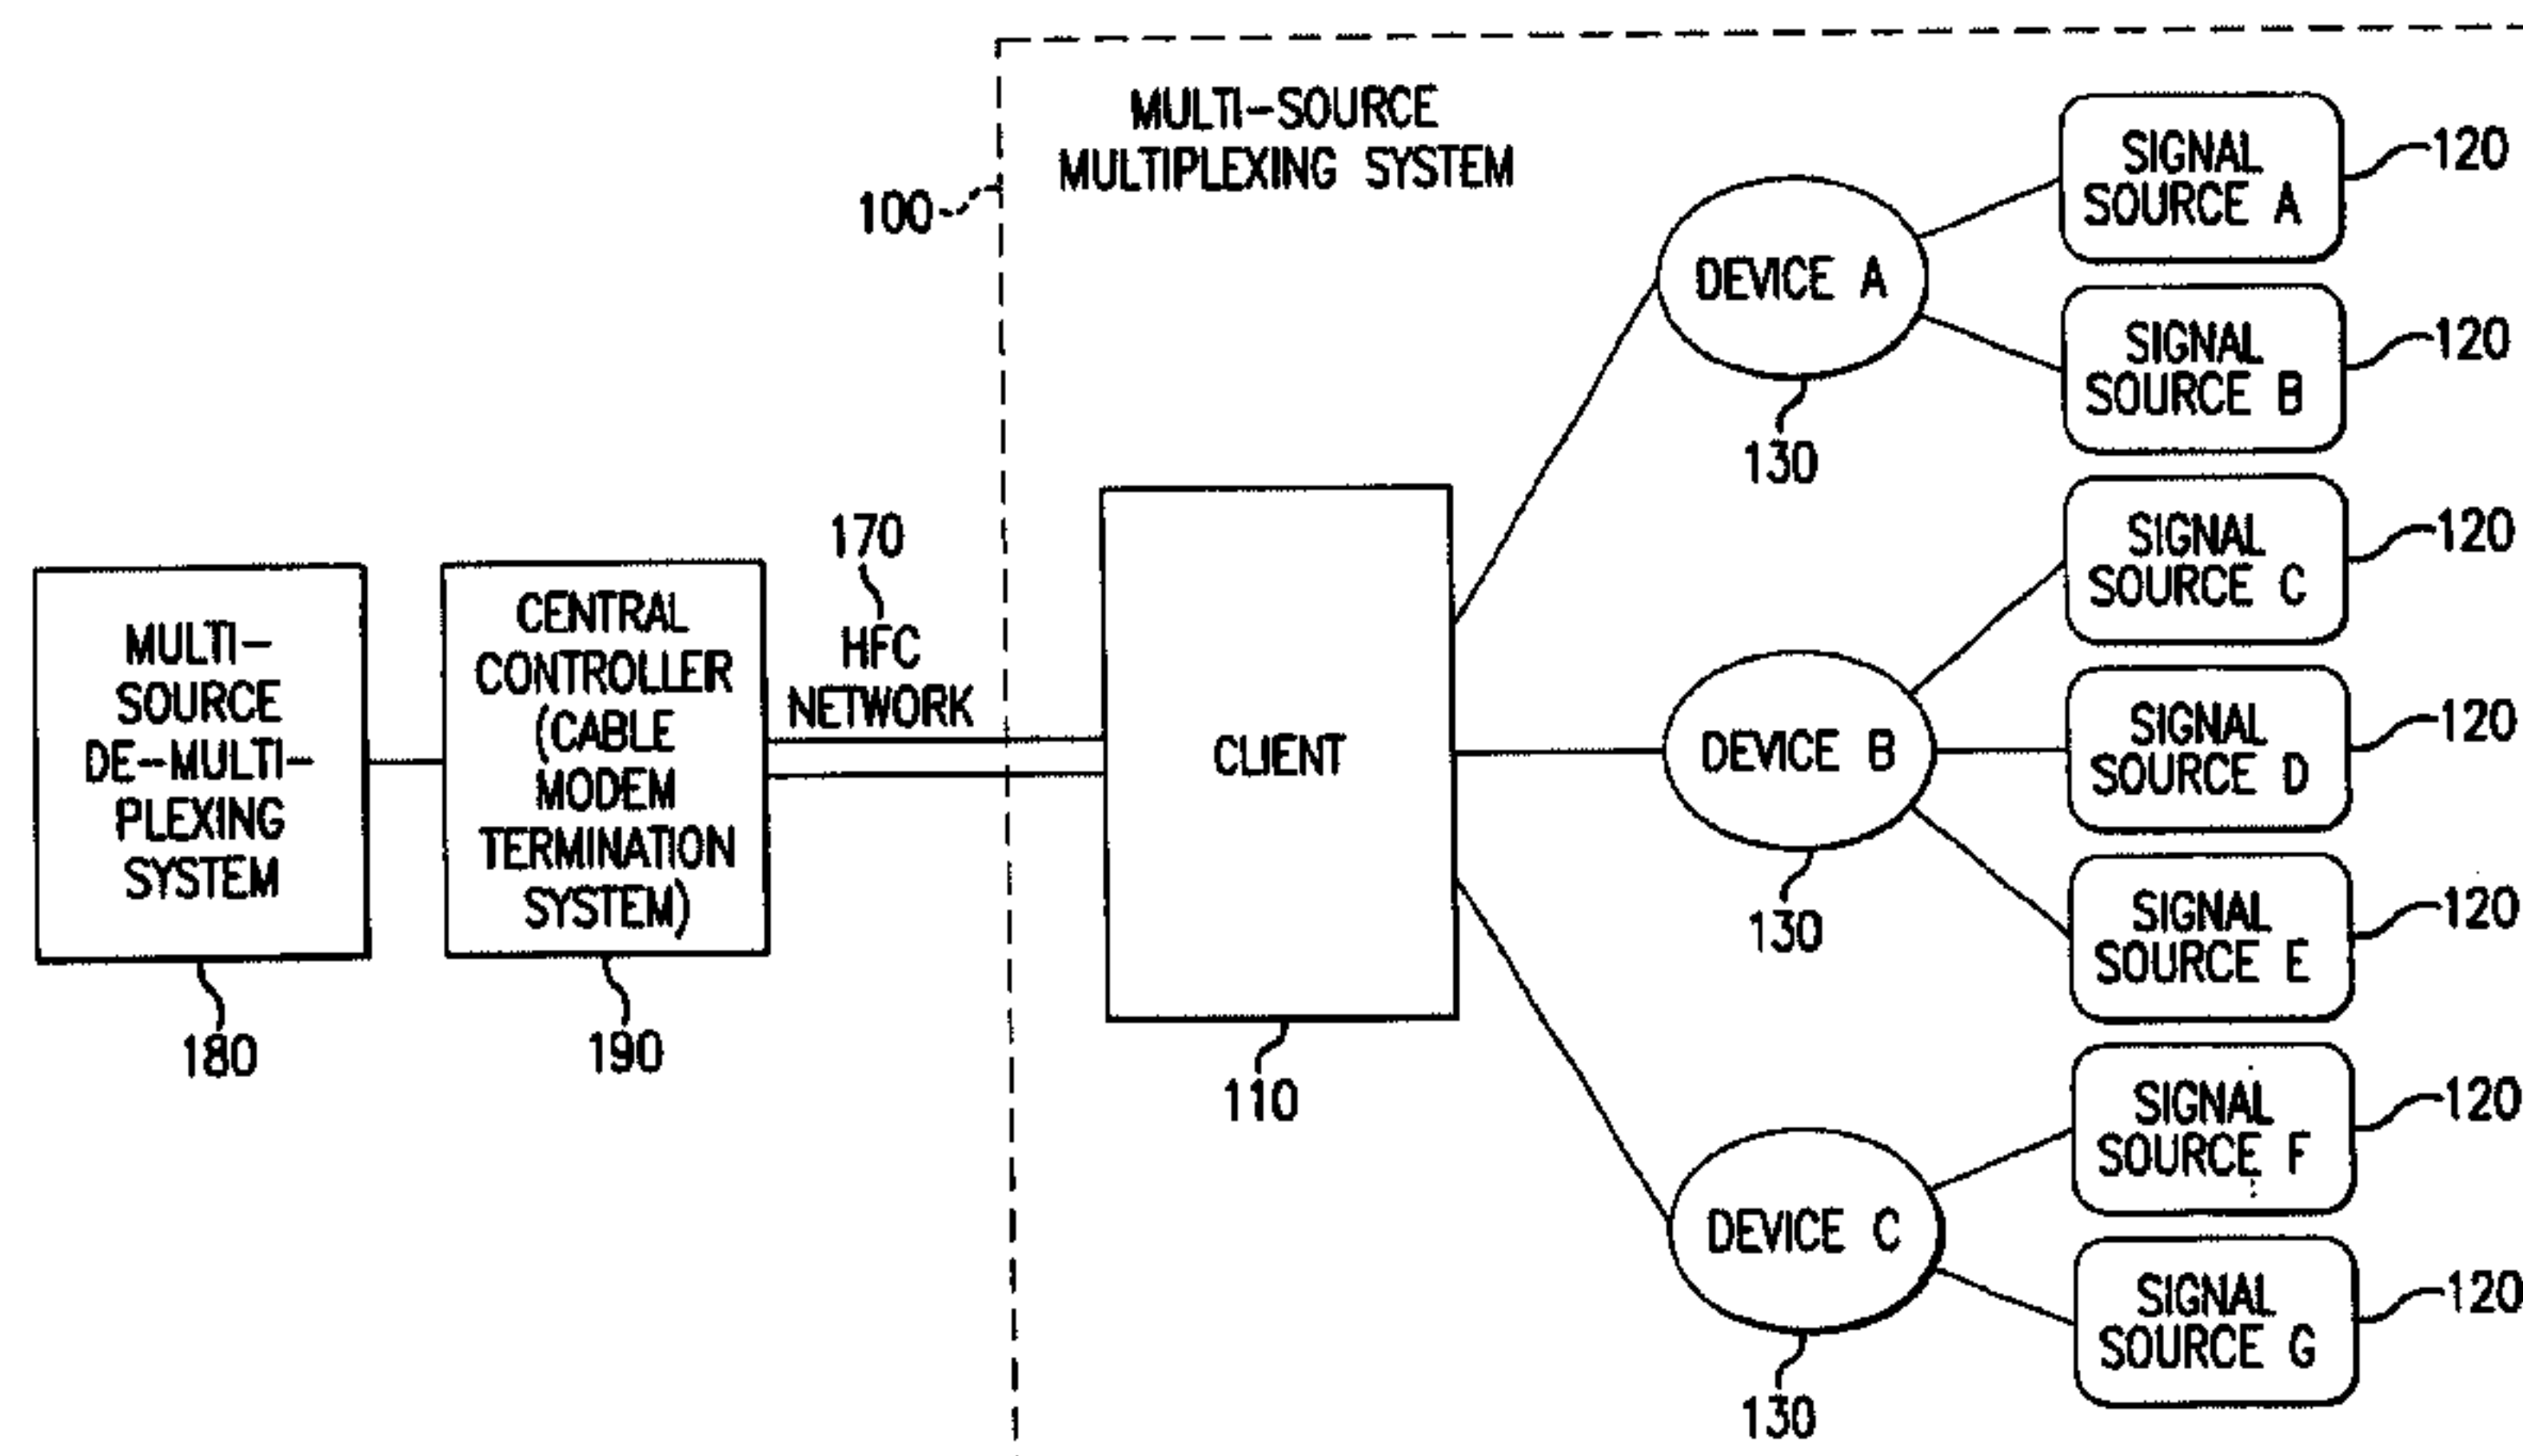 MULTI-SOURCE
MULTIPLEXING SYSTEM
100
SIGNAL
SOURCE A
120
DEVICE A
130
SIGNAL
SOURCE B
120
SIGNAL
SOURCE C
120
170
HFC
NETWORK
MULTI-
SOURCE
DE-MULTI-
PLEXING
SYSTEM
180
CENTRAL
CONTROLLER
(CABLE
MODEM
TERMINATION
SYSTEM)
190
CLIENT
110
DEVICE B
130
SIGNAL
SOURCE D
120
SIGNAL
SOURCE E
120
SIGNAL
SOURCE F
120
DEVICE C
130
SIGNAL
SOURCE G
120